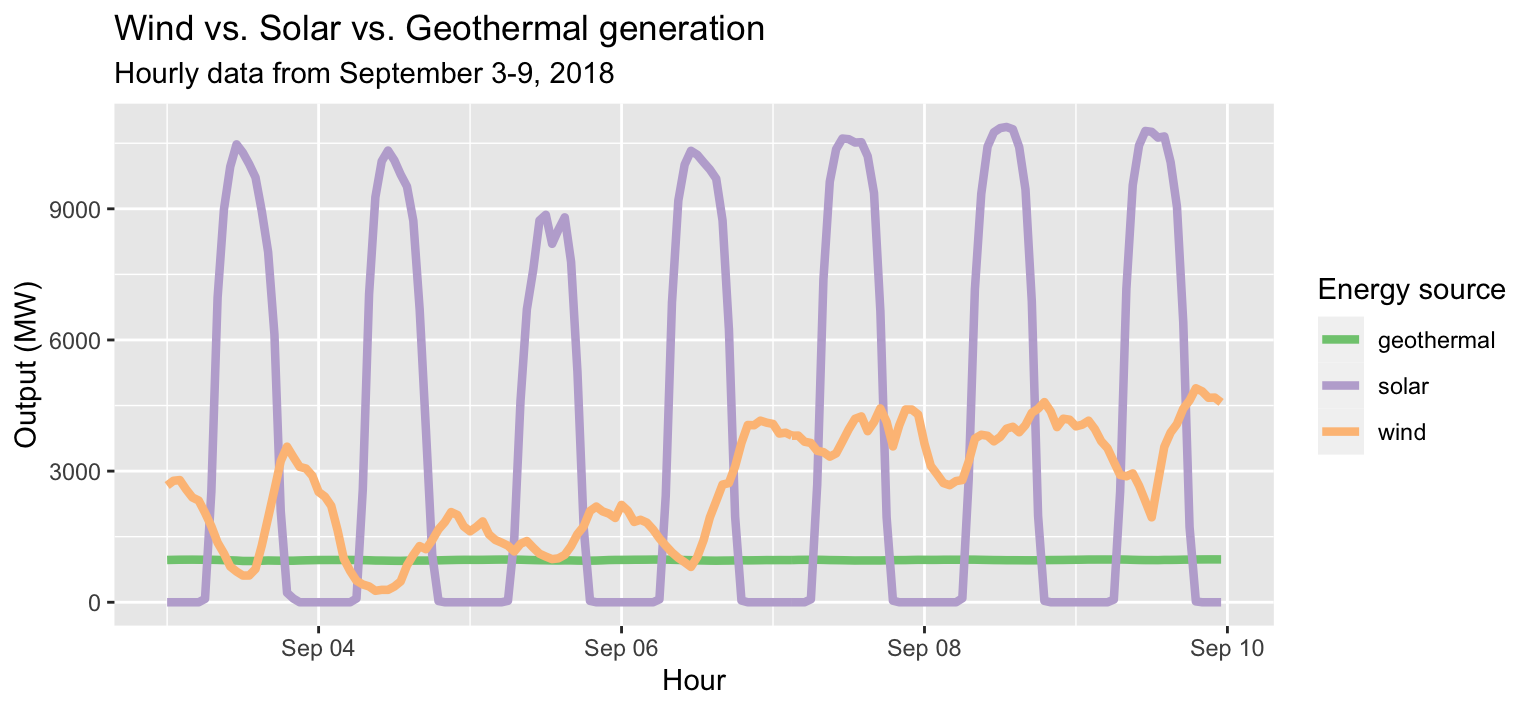 Wind vs. Solar vs. Geothermal generation
Hourly data from September 3-9, 2018
Output (MW)
9000
6000
3000
0
Sep 04
Sep 06
Sep 08
Sep 10
Hour
Energy source
geothermal
solar
wind